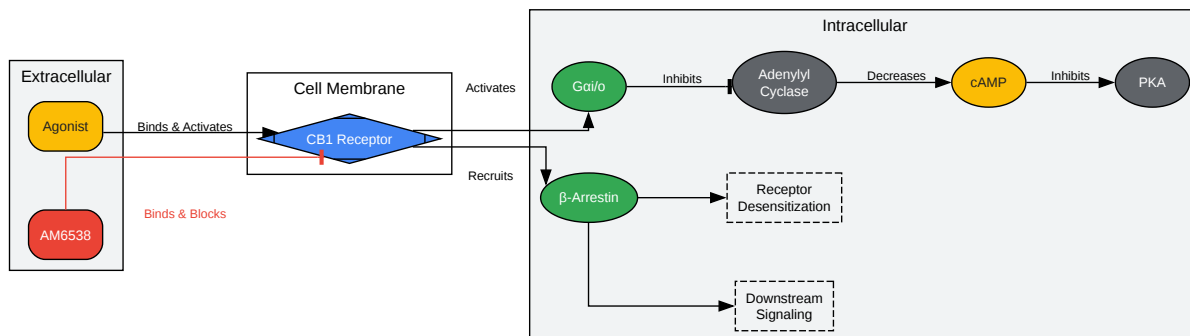 Extracellular
Agonist
AM6538
Binds & Activates
Binds & Blocks
Cell Membrane
CB1 Receptor
Activates
Recruits
Intracellular
Gαi/o
Inhibits
Adenylyl
Cyclase
Decreases
cAMP
Inhibits
PKA
β-Arrestin
Receptor
Desensitization
Downstream
Signaling